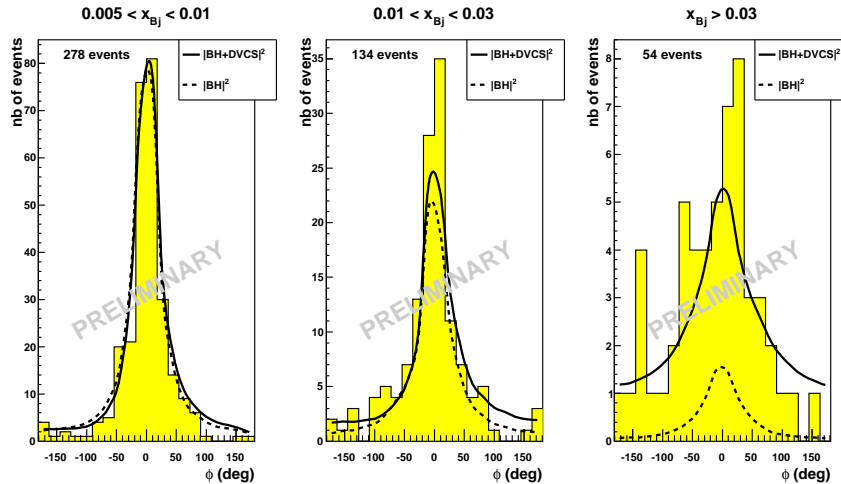 0.005 < x_Bj < 0.01
nb of events
278 events
|BH+DVCS|²
|BH|²
80
70
60
50
40
30
20
10
0
PRELIMINARY
-150 -100 -50 0 50 100 150
ϕ (deg)
0.01 < x_Bj < 0.03
nb of events
134 events
|BH+DVCS|²
|BH|²
35
30
25
20
15
10
5
0
PRELIMINARY
-150 -100 -50 0 50 100 150
ϕ (deg)
x_Bj > 0.03
nb of events
54 events
|BH+DVCS|²
|BH|²
8
7
6
5
4
3
2
1
0
PRELIMINARY
-150 -100 -50 0 50 100 150
ϕ (deg)